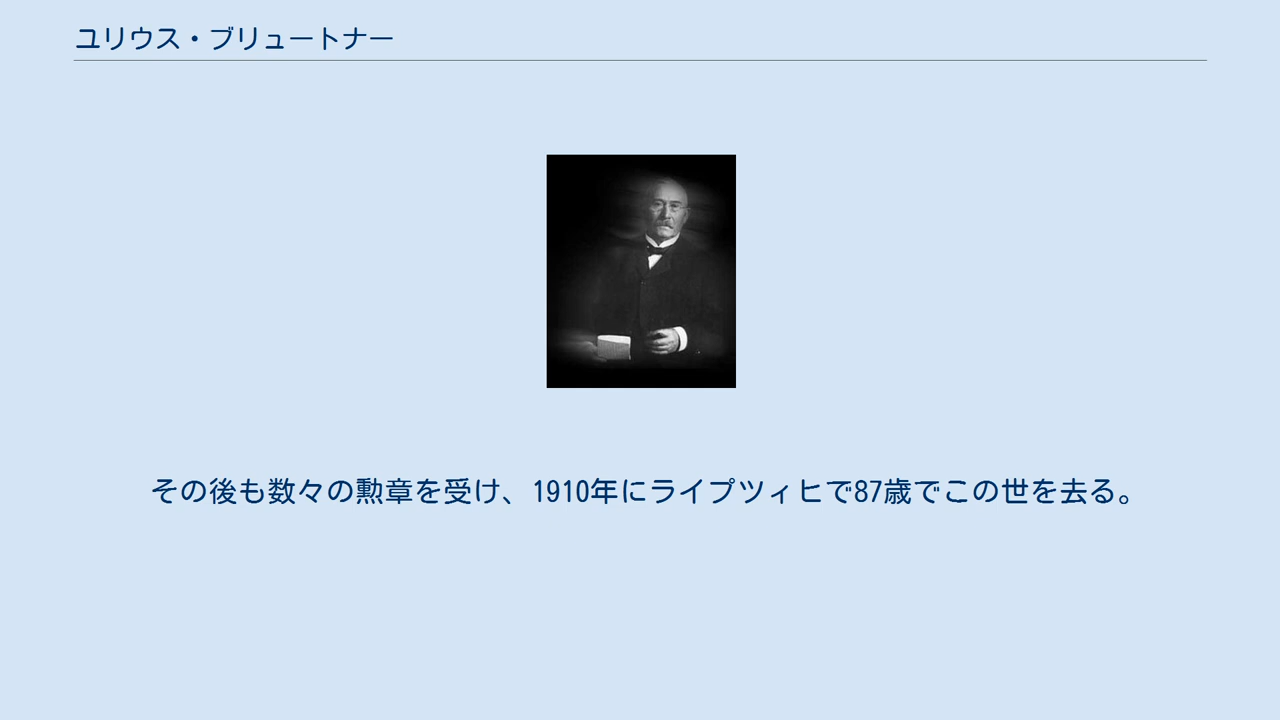 ユリウス・ブリュートナー
その後も数々の勲章を受け、1910年にライプツィヒで87歳でこの世を去る。